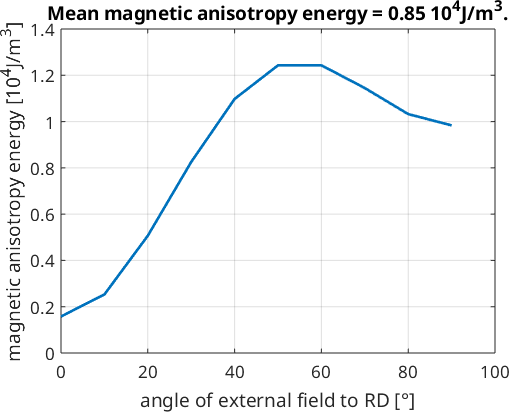 Mean magnetic anisotropy energy = 0.85 10⁴J/m³.
magnetic anisotropy energy [10⁴J/m³]
1.4
1.2
1
0.8
0.6
0.4
0.2
0
0 20 40 60 80 100
angle of external field to RD [°]